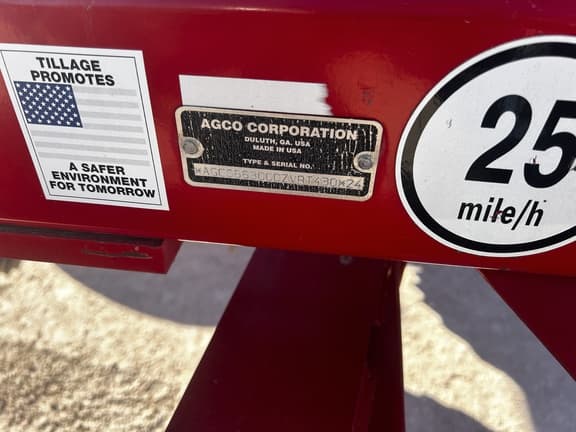 TILLAGE
PROMOTES
A SAFER
ENVIRONMENT
FOR TOMORROW
AGCO CORPORATION
DULUTH, GA. USA
MADE IN USA
TYPE & SERIAL NO.
25
mile/h